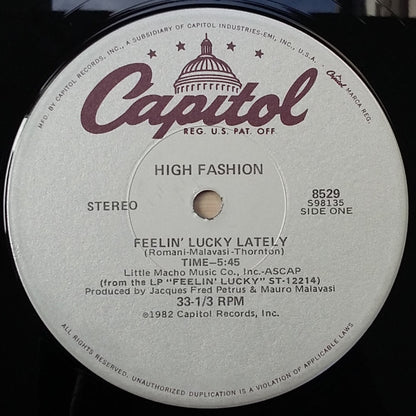 MFD. BY CAPITOL RECORDS, INC., A SUBSIDIARY OF CAPITOL INDUSTRIES-EMI, INC., U.S.A.
Capitol MARCA REG.
Capitol
REG. U.S. PAT. OFF.
HIGH FASHION
STEREO
8529
S98135
SIDE ONE
FEELIN' LUCKY LATELY
(Romani-Malavasi-Thornton)
TIME—5:45
Little Macho Music Co., Inc.-ASCAP
(from the LP "FEELIN' LUCKY" ST-12214)
Produced by Jacques Fred Petrus & Mauro Malavasi
33-1/3 RPM
©1982 Capitol Records, Inc.
ALL RIGHTS RESERVED. UNAUTHORIZED DUPLICATION IS A VIOLATION OF APPLICABLE LAWS